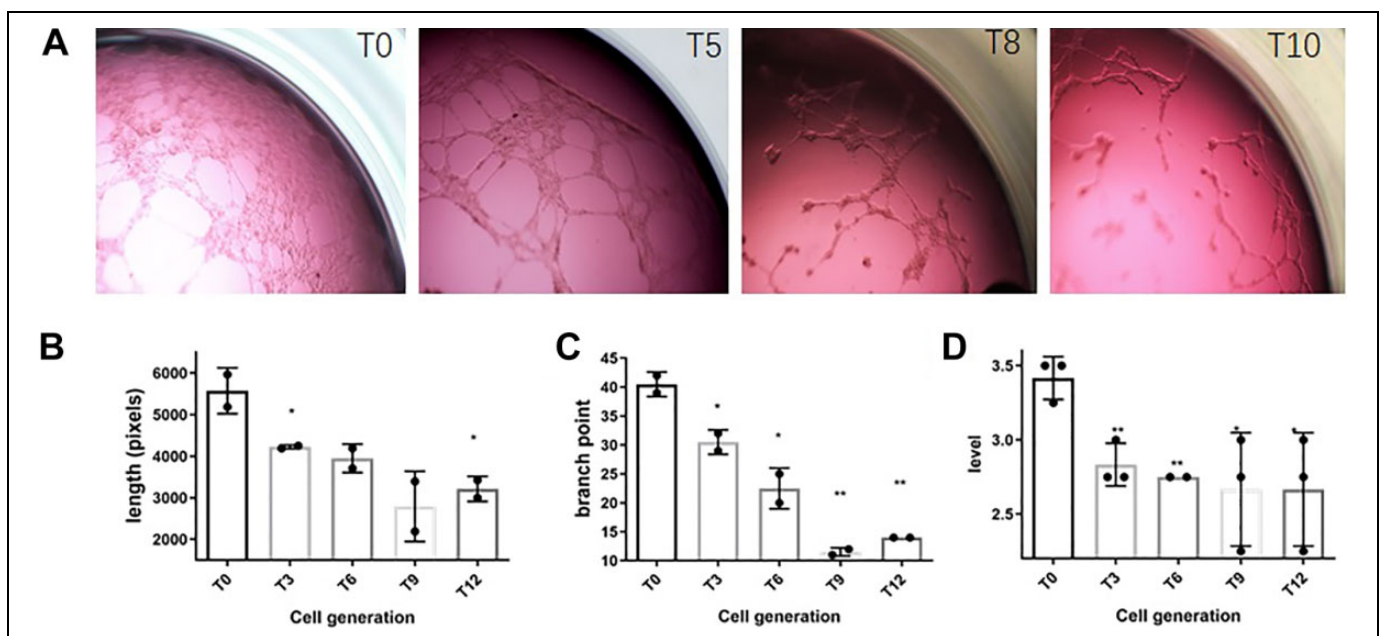 A
T0
T5
T8
T10
B
length (pixels)
6000
5000
4000
3000
2000
*
*
T0
T3
T6
T9
T12
Cell generation
C
branch point
45
40
35
30
25
20
15
10
*
*
**
**
T0
T3
T6
T9
T12
Cell generation
D
level
3.5
3.0
2.5
**
**
*
*
T0
T3
T6
T9
T12
Cell generation